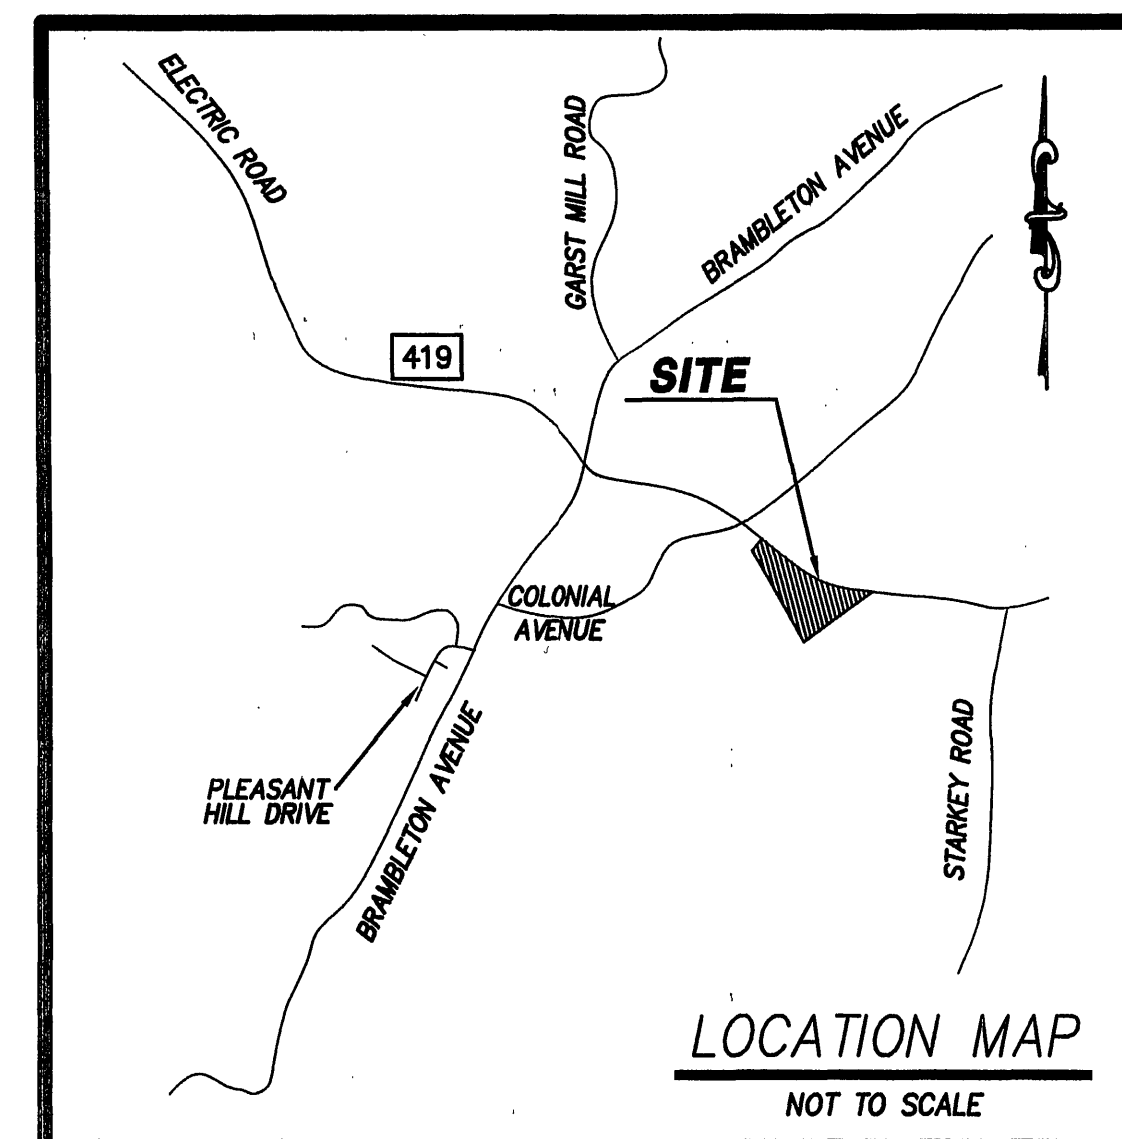 ELECTRIC ROAD
GARST MILL ROAD
BRAMBLETON AVENUE
419
SITE
COLONIAL
AVENUE
PLEASANT
HILL DRIVE
BRAMBLETON AVENUE
STARKEY ROAD
LOCATION MAP
NOT TO SCALE